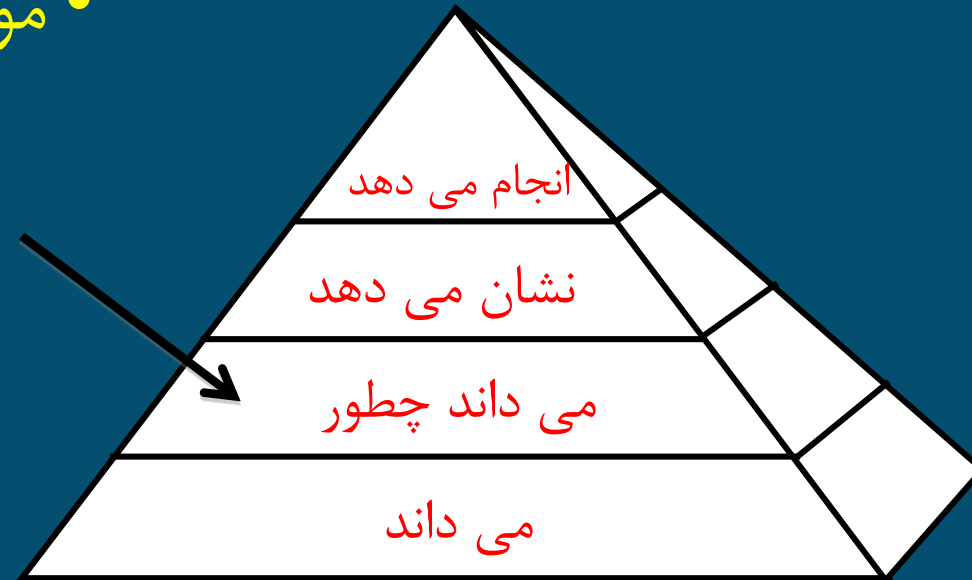 انجام می دهد
نشان می دهد
می داند چطور
می داند